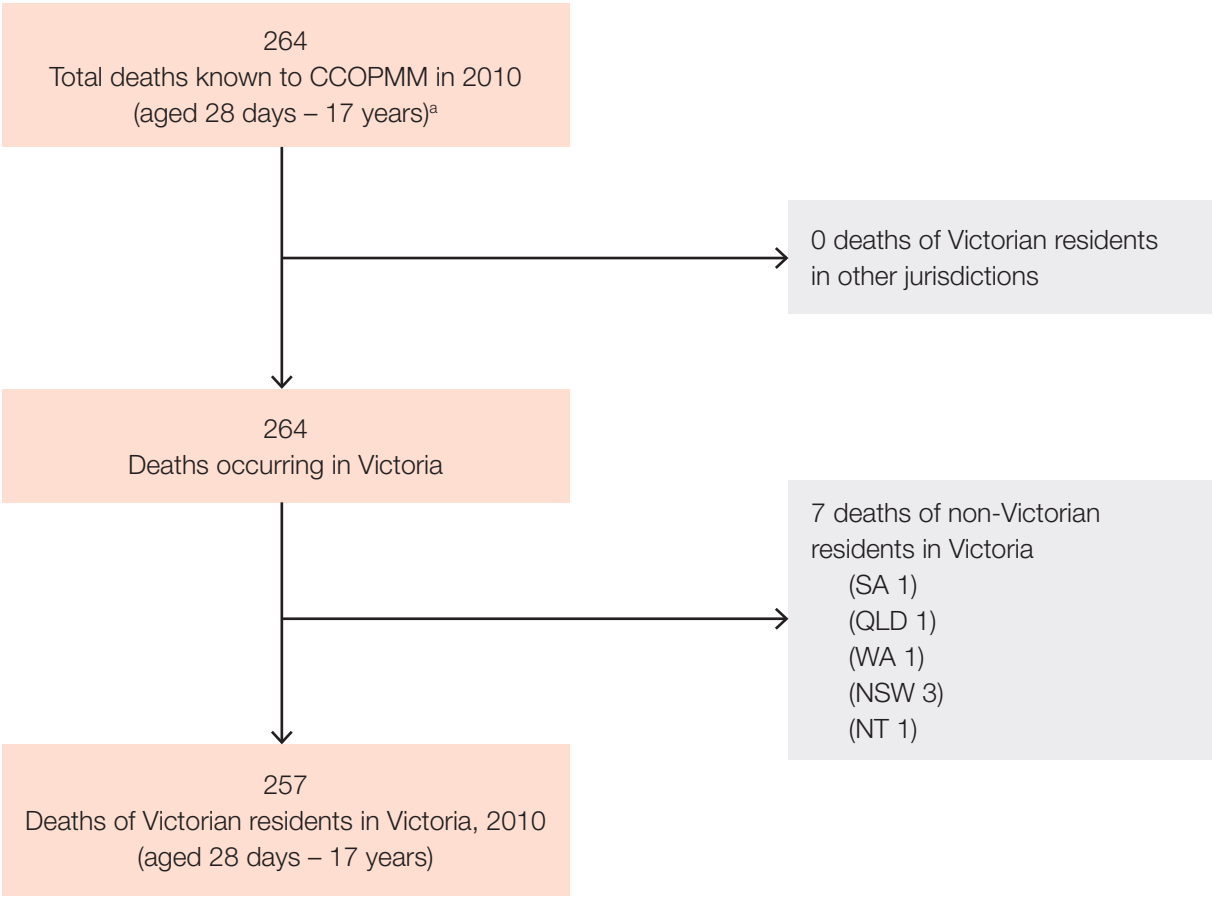 264
Total deaths known to CCOPMM in 2010
(aged 28 days – 17 years)ᵃ
0 deaths of Victorian residents
in other jurisdictions
264
Deaths occurring in Victoria
7 deaths of non-Victorian
residents in Victoria
(SA 1)
(QLD 1)
(WA 1)
(NSW 3)
(NT 1)
257
Deaths of Victorian residents in Victoria, 2010
(aged 28 days – 17 years)